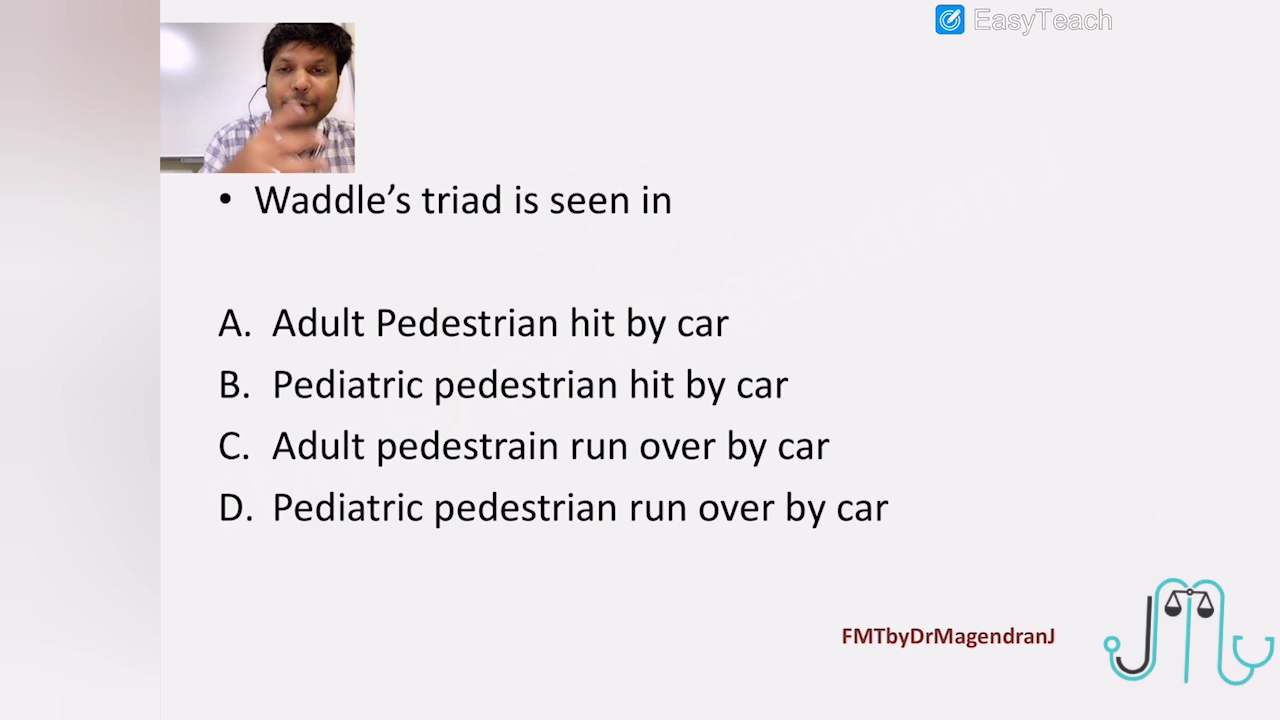 EasyTeach
• Waddle’s triad is seen in
A. Adult Pedestrian hit by car
B. Pediatric pedestrian hit by car
C. Adult pedestrain run over by car
D. Pediatric pedestrian run over by car
FMTbyDrMagendranJ